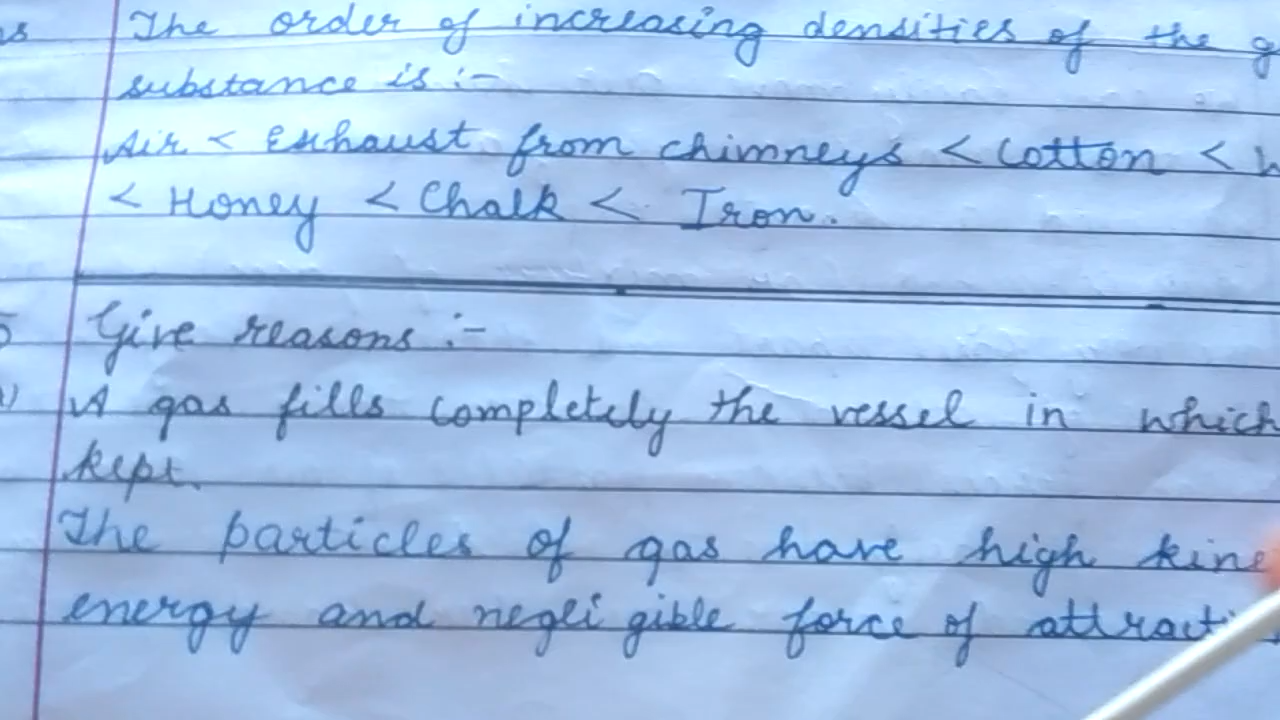 The order of increasing densities of the
substance is :-
Air < Exhaust from chimneys < Cotton <
< Honey < Chalk < Iron.
Give reasons :-
A gas fills completely the vessel in which
kept.
The particles of gas have high kine
energy and negligible force of attracti